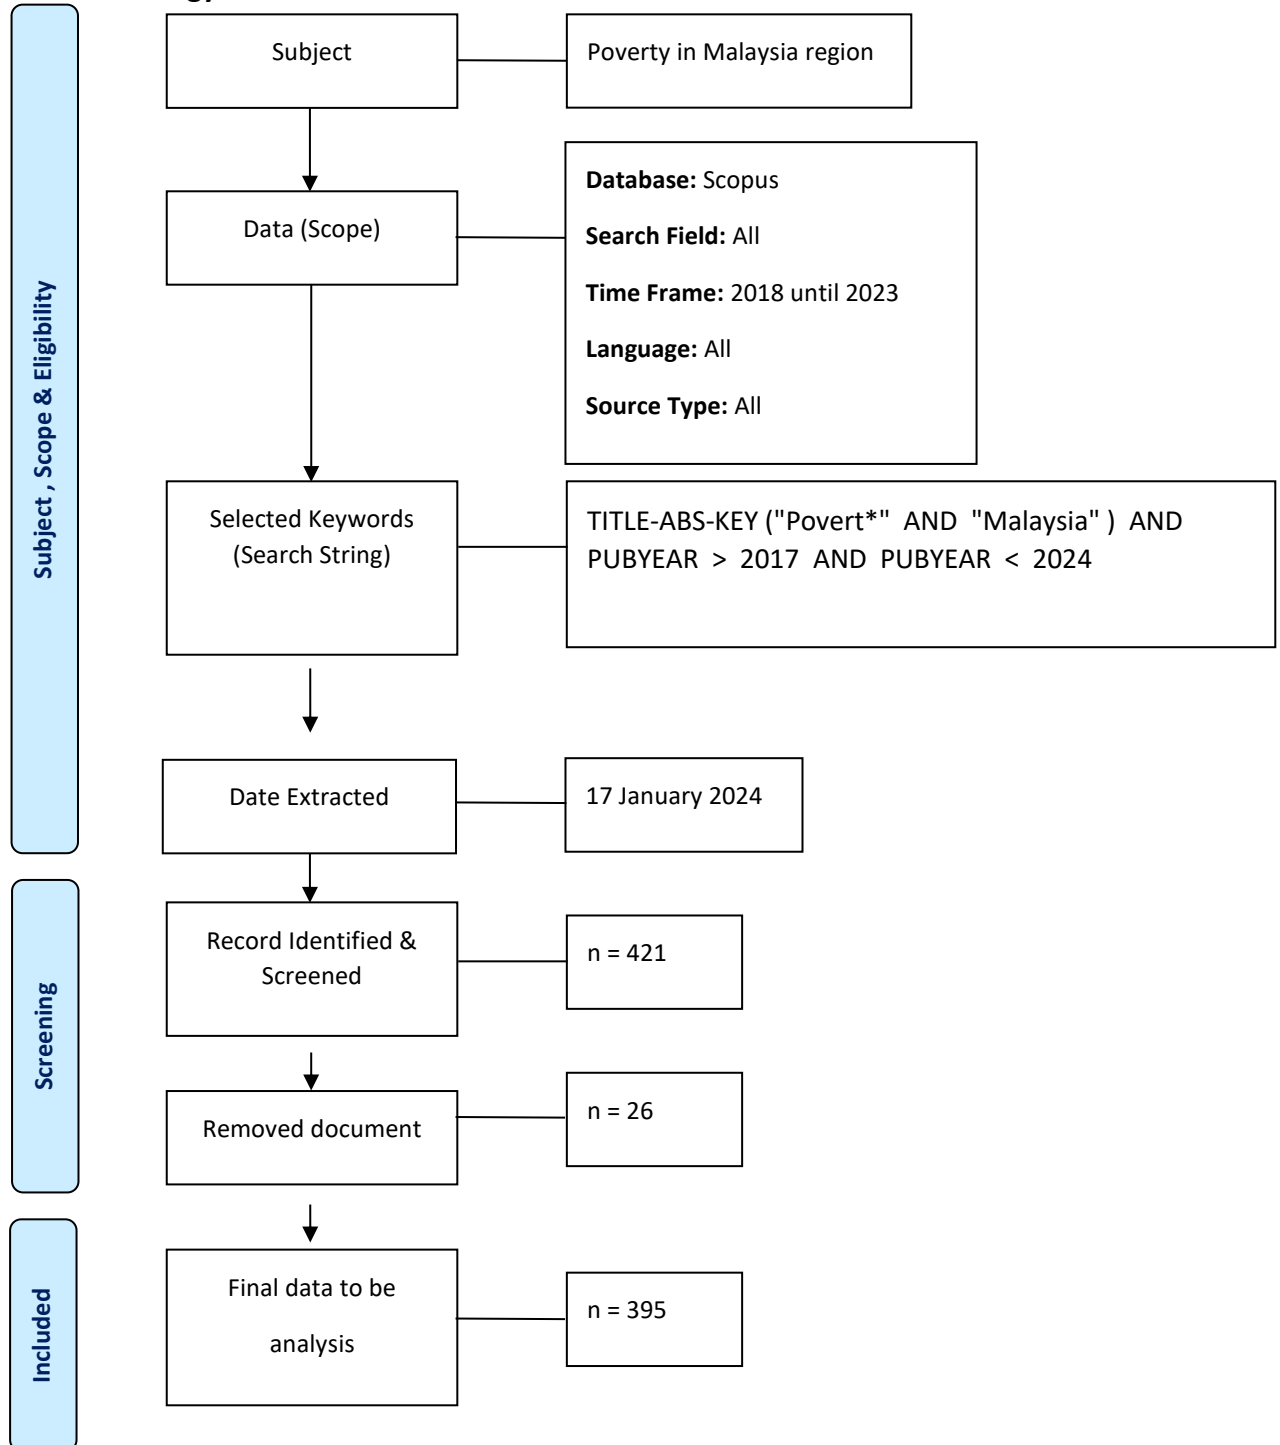 Subject
Poverty in Malaysia region
Data (Scope)
Database: Scopus
Search Field: All
Time Frame: 2018 until 2023
Language: All
Source Type: All
Subject , Scope & Eligibility
Selected Keywords
(Search String)
TITLE-ABS-KEY ("Povert*" AND "Malaysia" ) AND
PUBYEAR > 2017 AND PUBYEAR < 2024
Date Extracted
17 January 2024
Screening
Record Identified &
Screened
n = 421
Removed document
n = 26
Included
Final data to be
analysis
n = 395